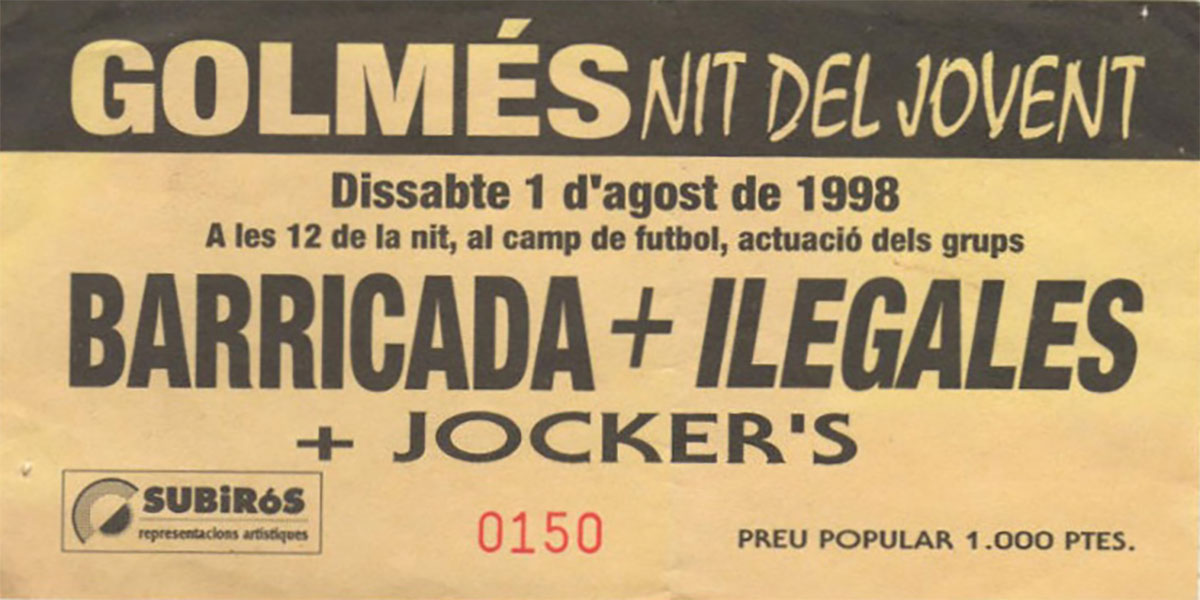 GOLMÉS NIT DEL JOVENT
Dissabte 1 d'agost de 1998
A les 12 de la nit, al camp de futbol, actuació dels grups
BARRICADA + ILEGALES
+ JOCKER'S
SUBiRóS
representacions artístiques
0150
PREU POPULAR 1.000 PTES.